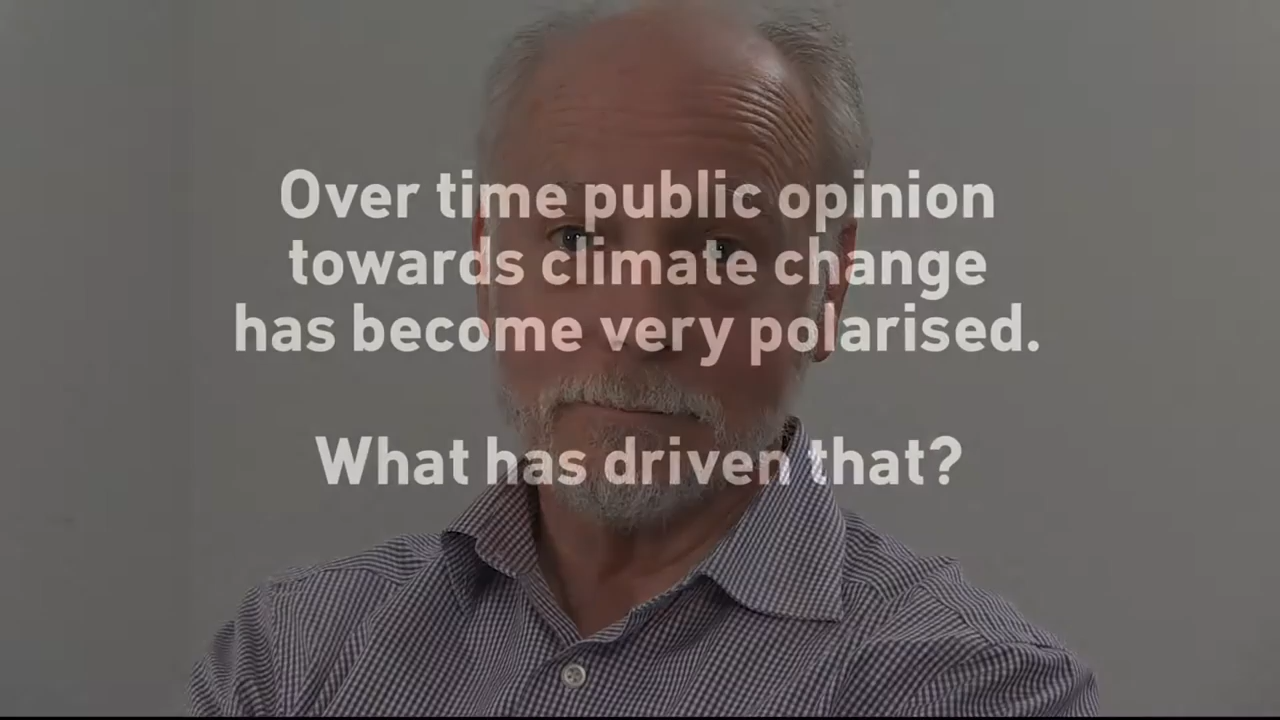 Over time public opinion
towards climate change
has become very polarised.
What has driven that?